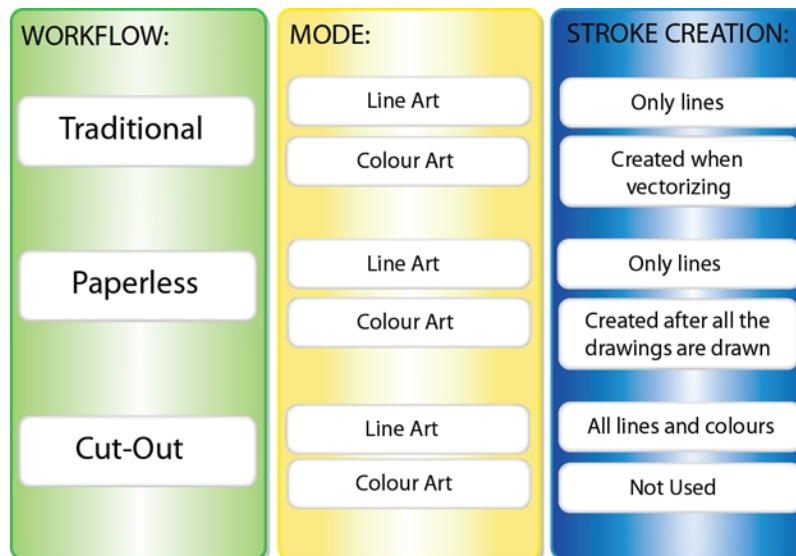 WORKFLOW:
MODE:
STROKE CREATION:
Traditional
Line Art
Only lines
Colour Art
Created when
vectorizing
Paperless
Line Art
Only lines
Colour Art
Created after all the
drawings are drawn
Cut-Out
Line Art
All lines and colours
Colour Art
Not Used